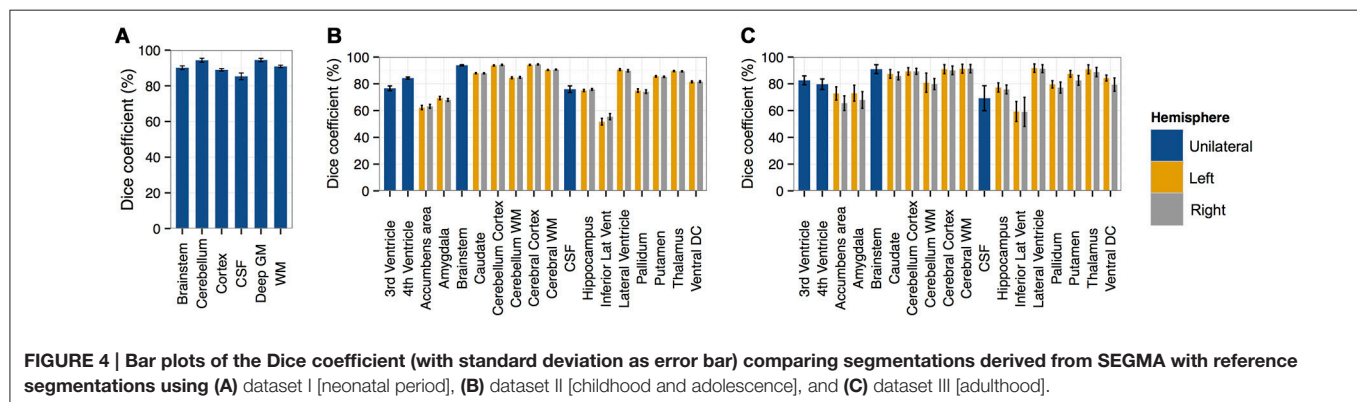 A
Dice coefficient (%)
100
80
60
40
20
0
Brainstem
Cerebellum
Cortex
CSF
Deep GM
WM
B
Dice coefficient (%)
100
80
60
40
20
0
3rd Ventricle
4th Ventricle
Accumbens area
Amygdala
Brainstem
Caudate
Cerebellum Cortex
Cerebellum WM
Cerebral Cortex
Cerebral WM
CSF
Hippocampus
Inferior Lat Vent
Lateral Ventricle
Pallidum
Putamen
Thalamus
Ventral DC
C
Dice coefficient (%)
100
80
60
40
20
0
3rd Ventricle
4th Ventricle
Accumbens area
Amygdala
Brainstem
Caudate
Cerebellum Cortex
Cerebellum WM
Cerebral Cortex
Cerebral WM
CSF
Hippocampus
Inferior Lat Vent
Lateral Ventricle
Pallidum
Putamen
Thalamus
Ventral DC
Hemisphere
Unilateral
Left
Right
FIGURE 4 | Bar plots of the Dice coefficient (with standard deviation as error bar) comparing segmentations derived from SEGMA with reference
segmentations using (A) dataset I [neonatal period], (B) dataset II [childhood and adolescence], and (C) dataset III [adulthood].